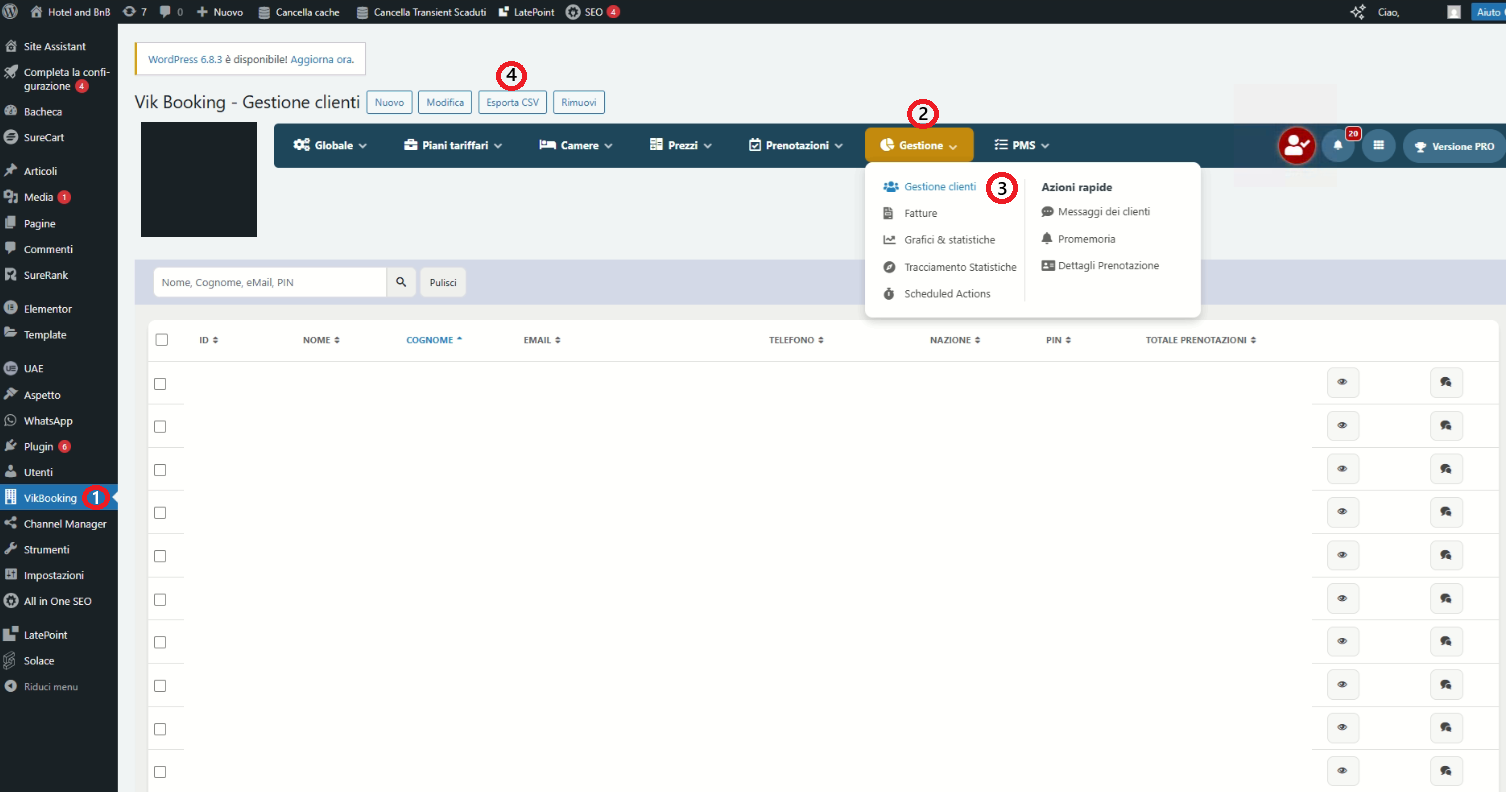 Hotel and BnB 7 0 Nuovo Cancella cache Cancella Transient Scaduti LatePoint SEO 4 Ciao, Aiuto
Site Assistant
Completa la confi-
gurazione 4
Bacheca
SureCart
Articoli
Media 1
Pagine
Commenti
SureRank
Elementor
Template
UAE
Aspetto
WhatsApp
Plugin 6
Utenti
VikBooking 1
Channel Manager
Strumenti
Impostazioni
All in One SEO
LatePoint
Solace
Riduci menu
WordPress 6.8.3 è disponibile! Aggiorna ora.
4
Vik Booking - Gestione clienti Nuovo Modifica Esporta CSV Rimuovi
2
Globale Piani tariffari Camere Prezzi Prenotazioni Gestione PMS 20 Versione PRO
Gestione clienti 3
Fatture
Grafici & statistiche
Tracciamento Statistiche
Scheduled Actions
Azioni rapide
Messaggi dei clienti
Promemoria
Dettagli Prenotazione
Nome, Cognome, eMail, PIN Pulisci
ID NOME COGNOME EMAIL TELEFONO NAZIONE PIN TOTALE PRENOTAZIONI